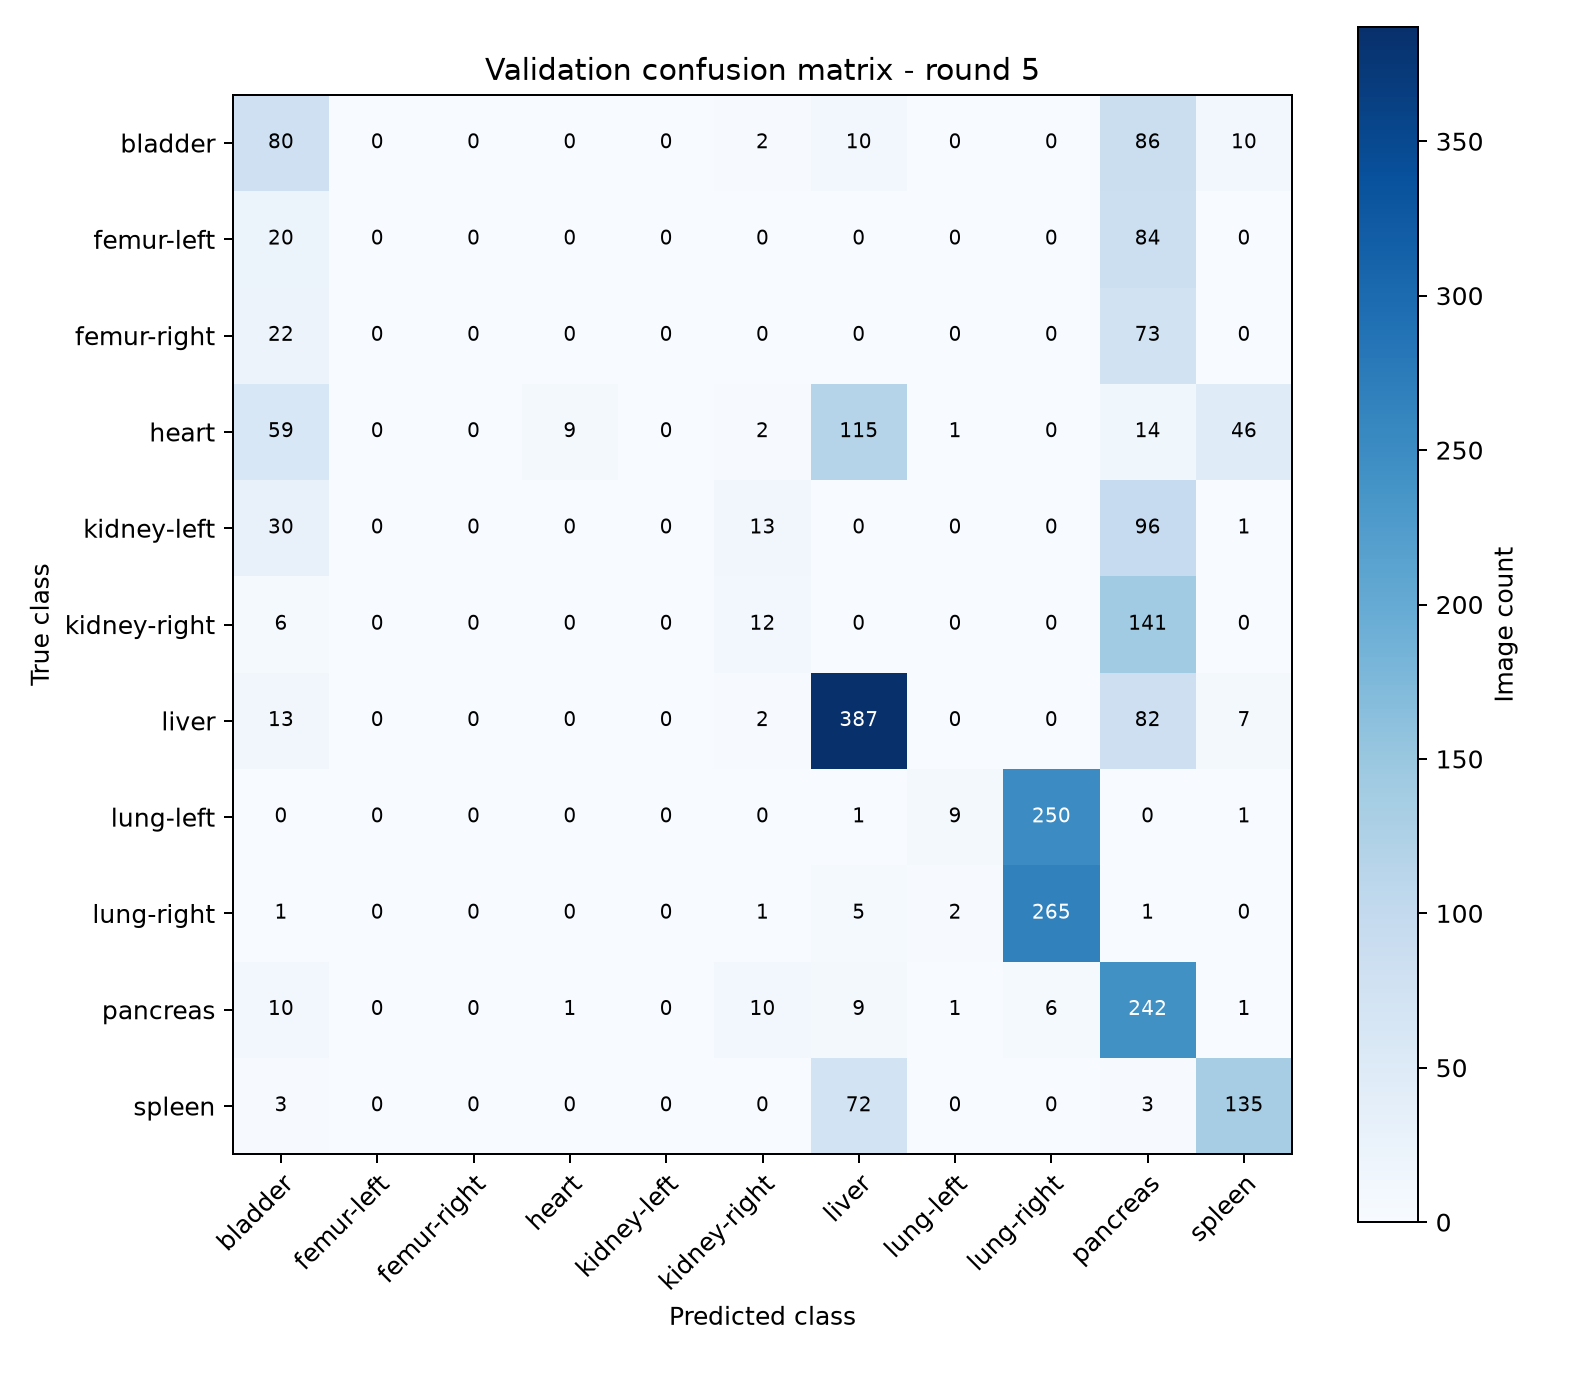 Validation confusion matrix - round 5
True class
bladder 80 0 0 0 0 2 10 0 0 86 10
femur-left 20 0 0 0 0 0 0 0 0 84 0
femur-right 22 0 0 0 0 0 0 0 0 73 0
heart 59 0 0 9 0 2 115 1 0 14 46
kidney-left 30 0 0 0 0 13 0 0 0 96 1
kidney-right 6 0 0 0 0 12 0 0 0 141 0
liver 13 0 0 0 0 2 387 0 0 82 7
lung-left 0 0 0 0 0 0 1 9 250 0 1
lung-right 1 0 0 0 0 1 5 2 265 1 0
pancreas 10 0 0 1 0 10 9 1 6 242 1
spleen 3 0 0 0 0 0 72 0 0 3 135
bladder femur-left femur-right heart kidney-left kidney-right liver lung-left lung-right pancreas spleen
Predicted class
350
300
250
200
150
100
50
0
Image count